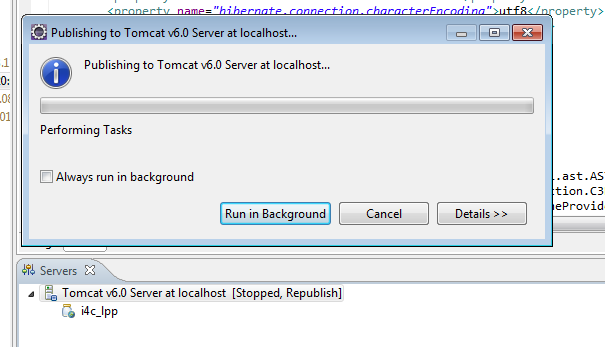 <property name="hibernate.connection.characterEncoding">utf8</property>
Publishing to Tomcat v6.0 Server at localhost...
Publishing to Tomcat v6.0 Server at localhost...
Performing Tasks
Always run in background
Run in Background
Cancel
Details >>
.ast.AS
ction.C3
neProvide
Servers
Tomcat v6.0 Server at localhost [Stopped, Republish]
i4c_lpp